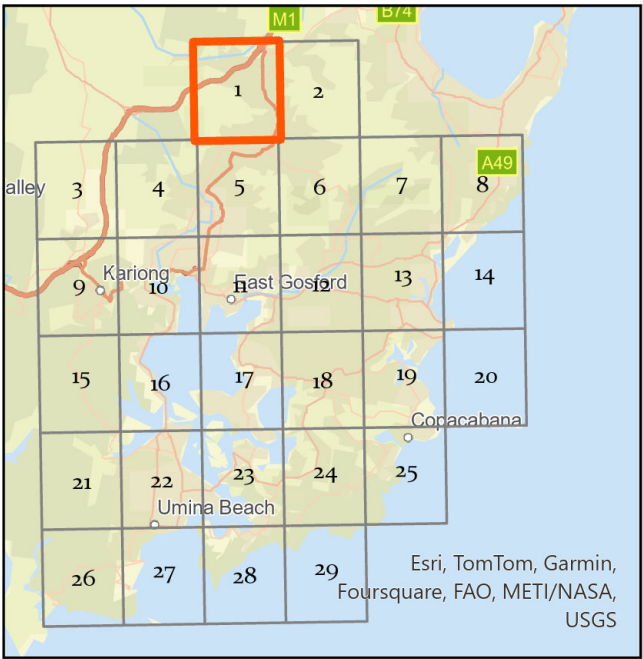 M1
B74
1
2
A49
alley
3
4
5
6
7
8
Kariong
East Gosford
9
10
11
12
13
14
15
16
17
18
19
20
Copacabana
21
22
23
24
25
Umina Beach
26
27
28
29
Esri, TomTom, Garmin,
Foursquare, FAO, METI/NASA,
USGS